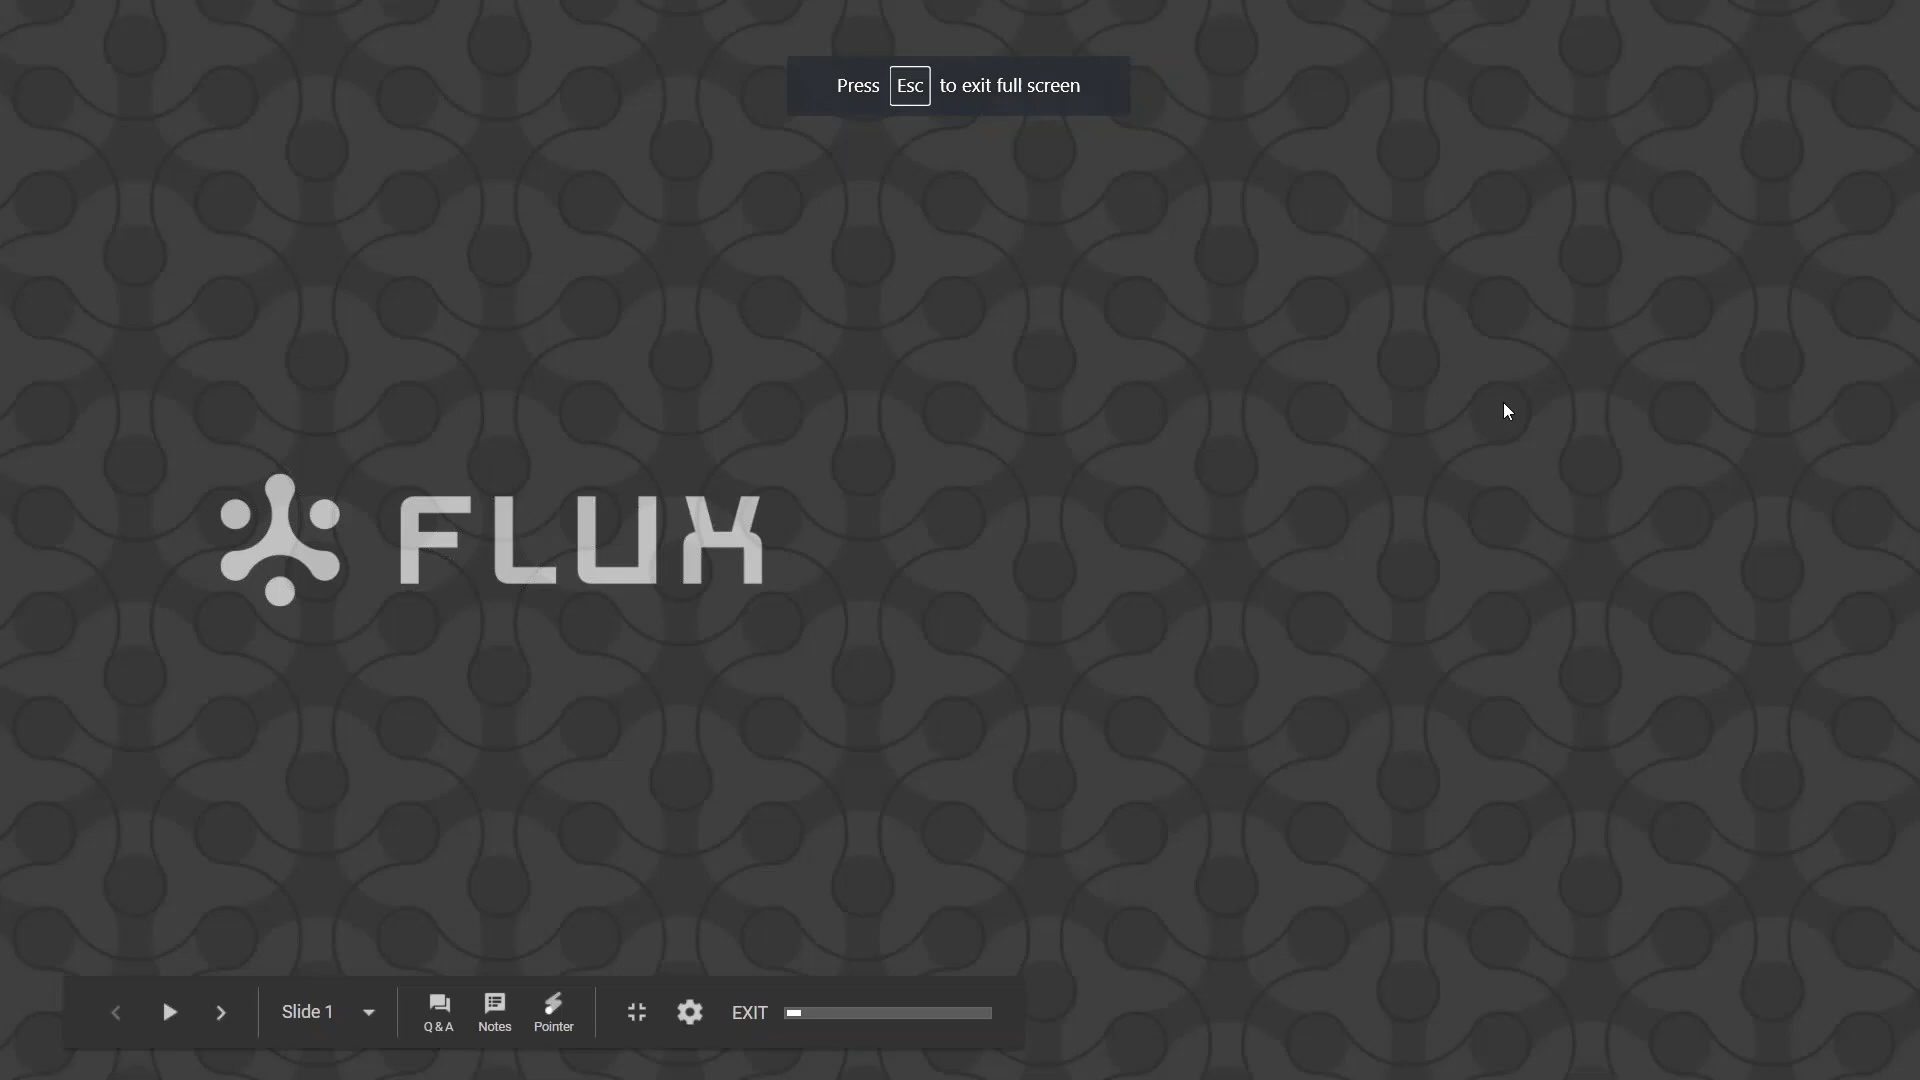 Press Esc to exit full screen
FLUX
Slide 1
Q & A
Notes
Pointer
EXIT